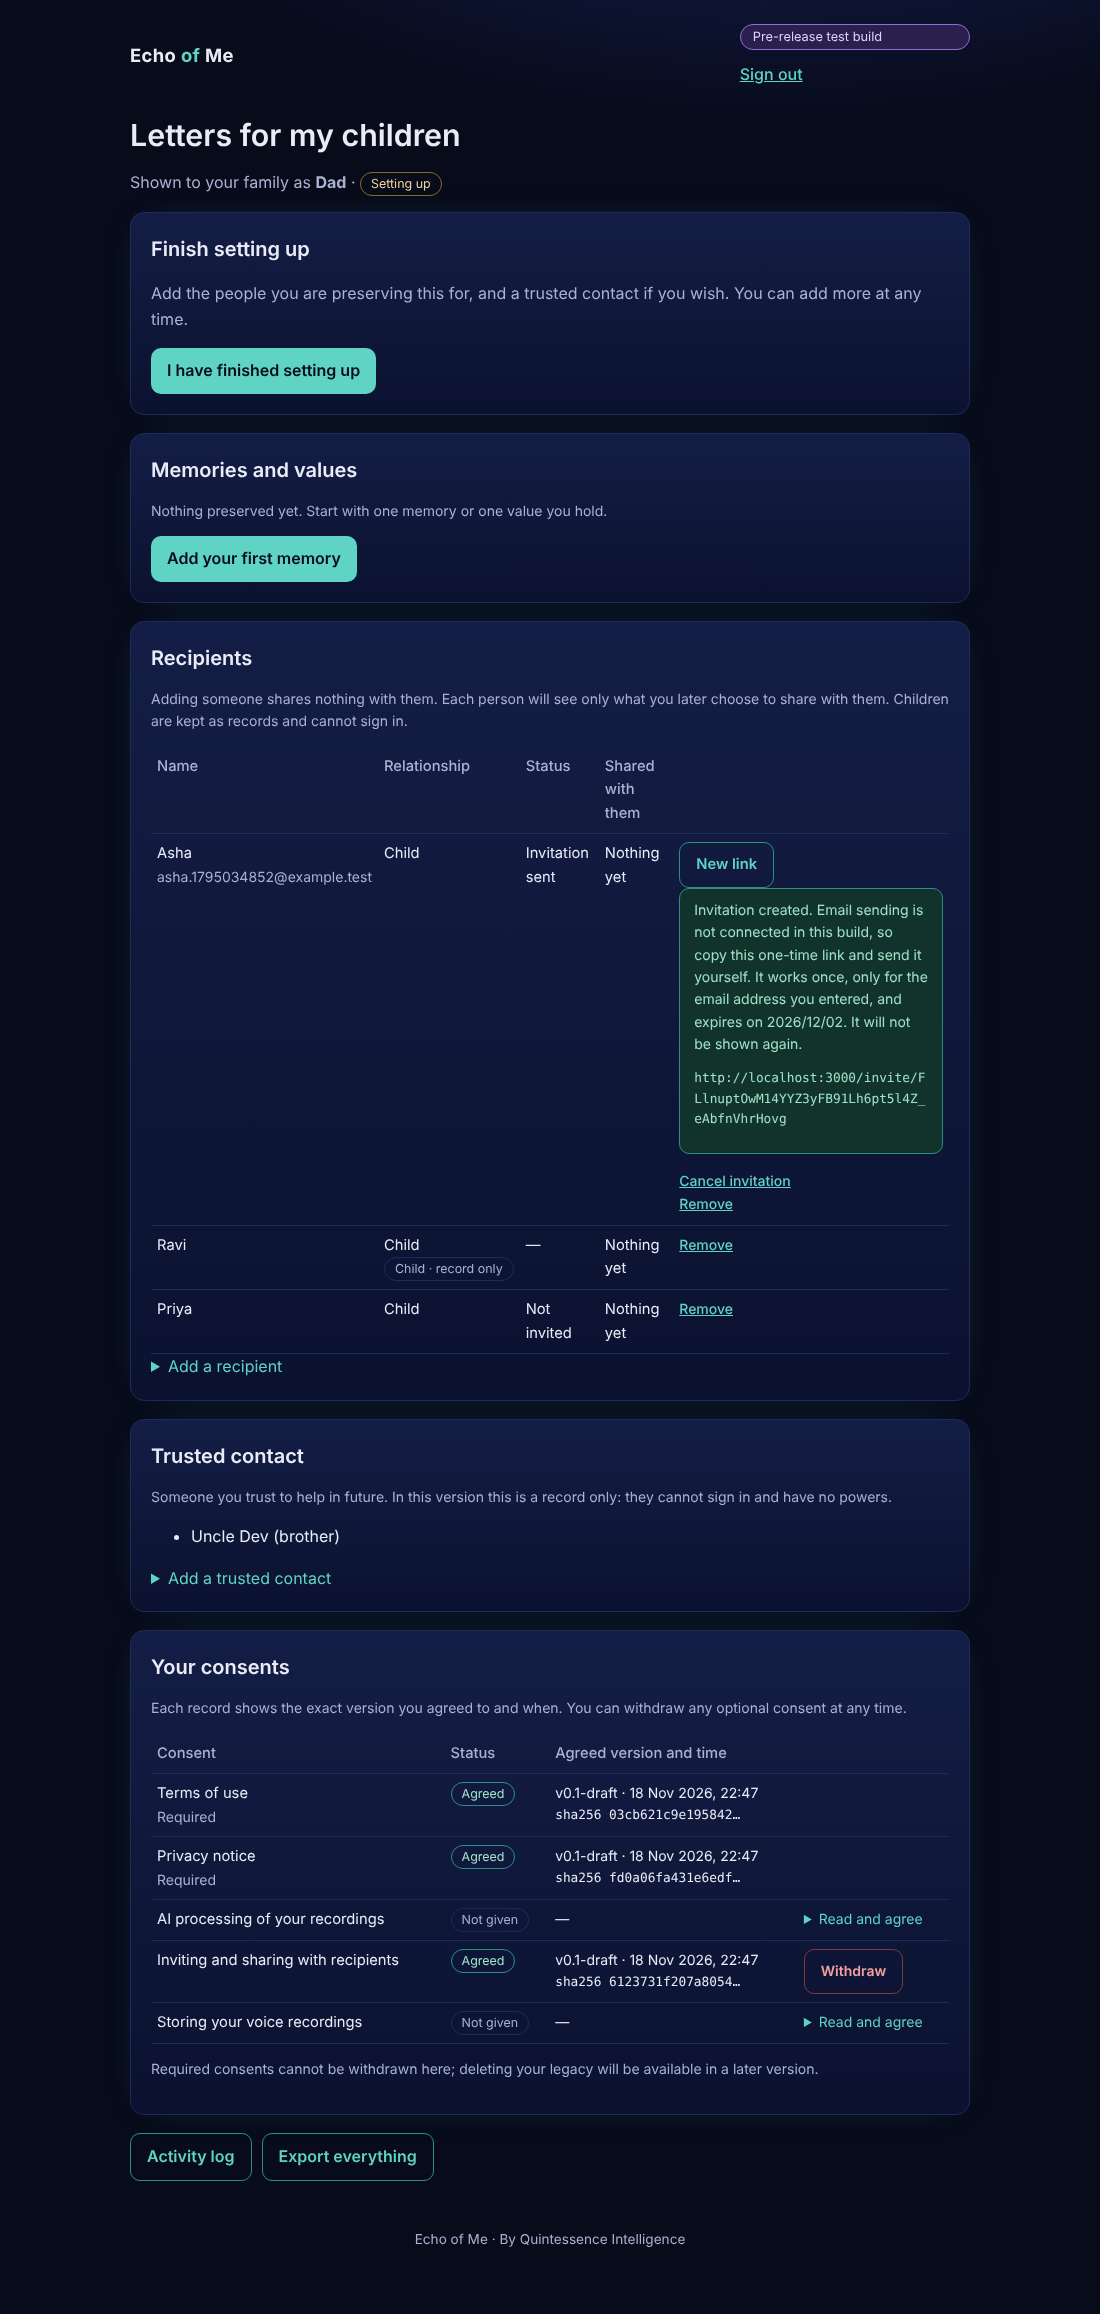 Echo of Me
Pre-release test build
Sign out
Letters for my children
Shown to your family as Dad · Setting up
Finish setting up
Add the people you are preserving this for, and a trusted contact if you wish. You can add more at any
time.
I have finished setting up
Memories and values
Nothing preserved yet. Start with one memory or one value you hold.
Add your first memory
Recipients
Adding someone shares nothing with them. Each person will see only what you later choose to share with them. Children
are kept as records and cannot sign in.
Name
Relationship
Status
Shared
with
them
Asha
asha.1795034852@example.test
Child
Invitation
sent
Nothing
yet
New link
Invitation created. Email sending is
not connected in this build, so
copy this one-time link and send it
yourself. It works once, only for the
email address you entered, and
expires on 2026/12/02. It will not
be shown again.
http://localhost:3000/invite/F
LlnuptOwM14YYZ3yFB91Lh6pt5l4Z_
eAbfnVhrHovg
Cancel invitation
Remove
Ravi
Child
Child · record only
—
Nothing
yet
Remove
Priya
Child
Not
invited
Nothing
yet
Remove
Add a recipient
Trusted contact
Someone you trust to help in future. In this version this is a record only: they cannot sign in and have no powers.
• Uncle Dev (brother)
Add a trusted contact
Your consents
Each record shows the exact version you agreed to and when. You can withdraw any optional consent at any time.
Consent
Status
Agreed version and time
Terms of use
Required
Agreed
v0.1-draft · 18 Nov 2026, 22:47
sha256 03cb621c9e195842…
Privacy notice
Required
Agreed
v0.1-draft · 18 Nov 2026, 22:47
sha256 fd0a06fa431e6edf…
AI processing of your recordings
Not given
—
Read and agree
Inviting and sharing with recipients
Agreed
v0.1-draft · 18 Nov 2026, 22:47
sha256 6123731f207a8054…
Withdraw
Storing your voice recordings
Not given
—
Read and agree
Required consents cannot be withdrawn here; deleting your legacy will be available in a later version.
Activity log
Export everything
Echo of Me · By Quintessence Intelligence